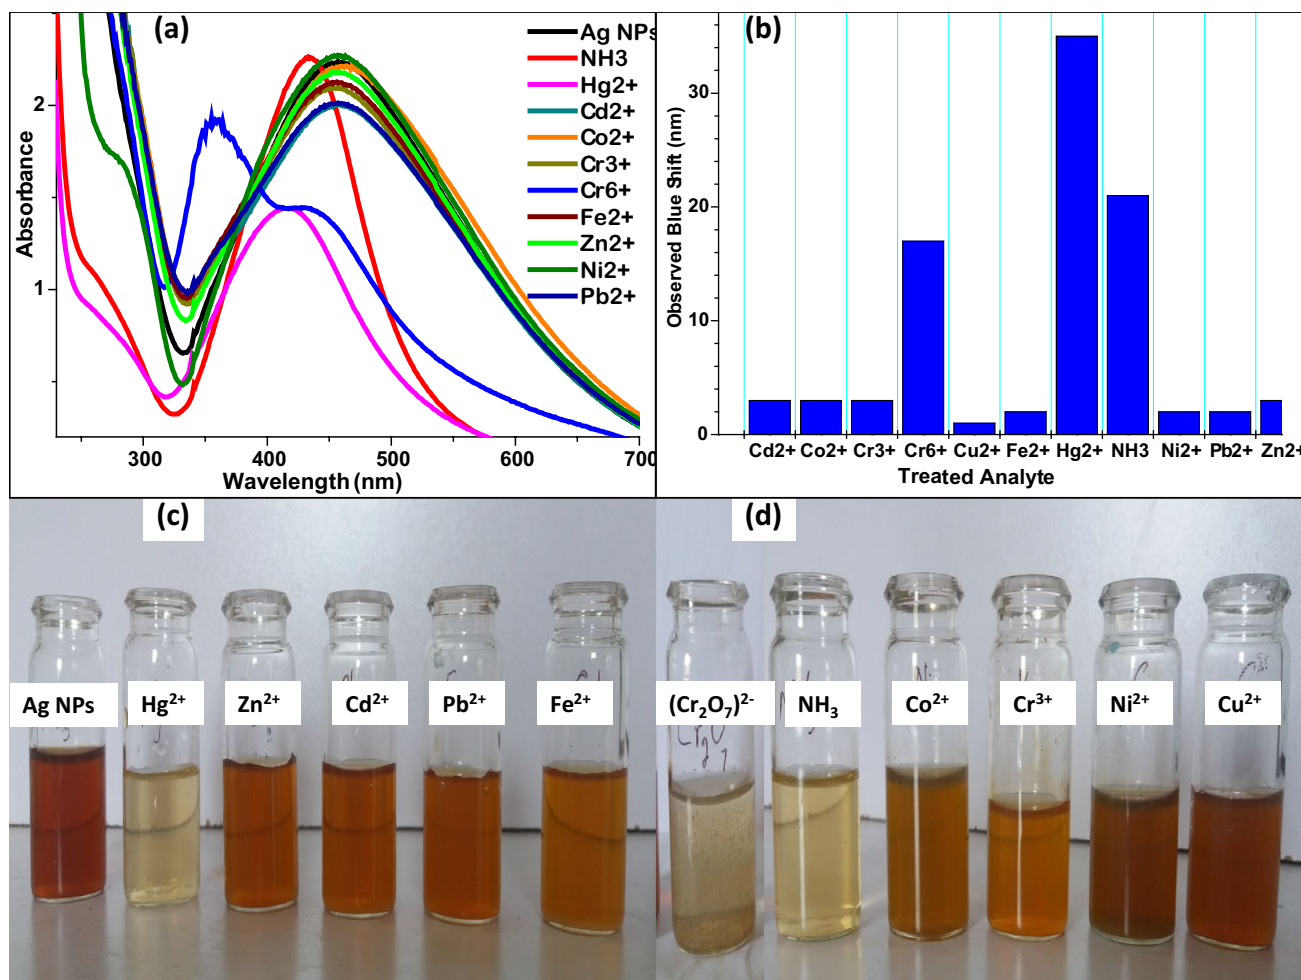 (a)
Absorbance
2
1
300
400
500
600
700
Wavelength (nm)
Ag NPs
NH3
Hg2+
Cd2+
Co2+
Cr3+
Cr6+
Fe2+
Zn2+
Ni2+
Pb2+
(b)
Observed Blue Shift (nm)
30
20
10
0
Cd2+ Co2+ Cr3+ Cr6+ Cu2+ Fe2+ Hg2+ NH3 Ni2+ Pb2+ Zn2+
Treated Analyte
(c)
Ag NPs
Hg²⁺
Zn²⁺
Cd²⁺
Pb²⁺
Fe²⁺
(d)
(Cr₂O₇)²⁻
NH₃
Co²⁺
Cr³⁺
Ni²⁺
Cu²⁺
Cr₂O
7